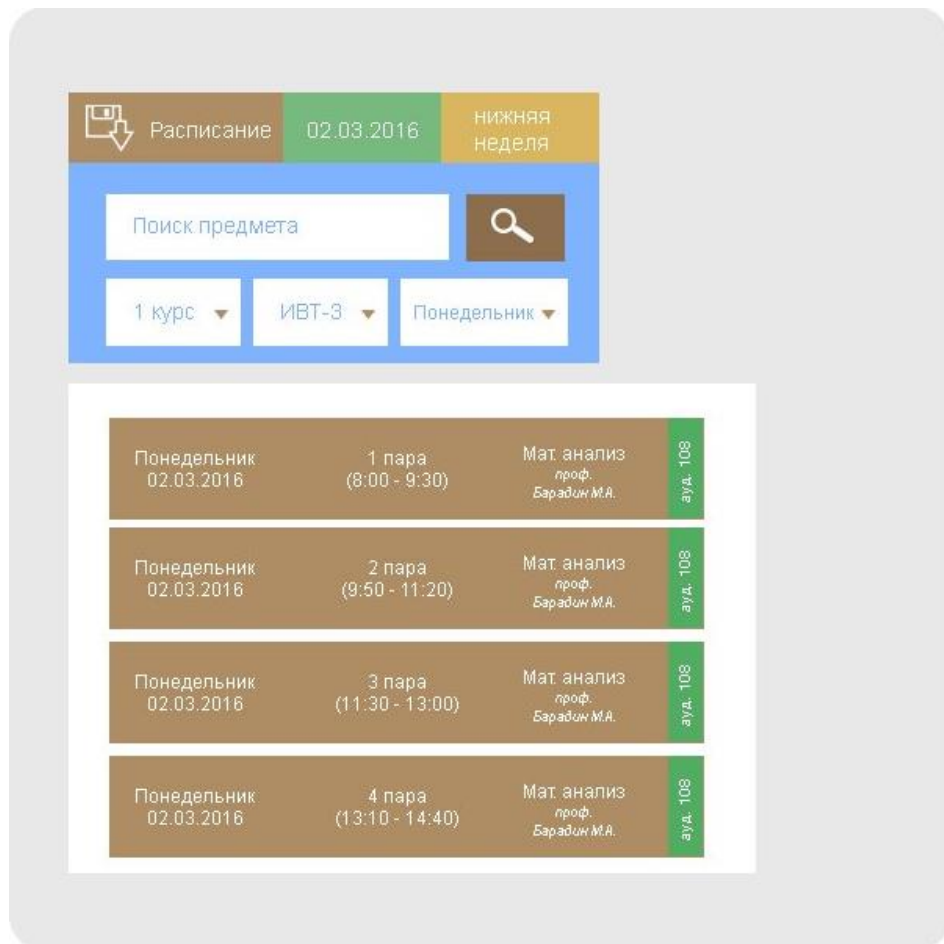 Расписание
02.03.2016
нижняя
неделя
Поиск предмета
1 курс
ИВТ-3
Понедельник
Понедельник
02.03.2016
1 пара
(8:00 - 9:30)
Мат. анализ
проф.
Барадин М.А.
ауд. 108
Понедельник
02.03.2016
2 пара
(9:50 - 11:20)
Мат. анализ
проф.
Барадин М.А.
ауд. 108
Понедельник
02.03.2016
3 пара
(11:30 - 13:00)
Мат. анализ
проф.
Барадин М.А.
ауд. 108
Понедельник
02.03.2016
4 пара
(13:10 - 14:40)
Мат. анализ
проф.
Барадин М.А.
ауд. 108